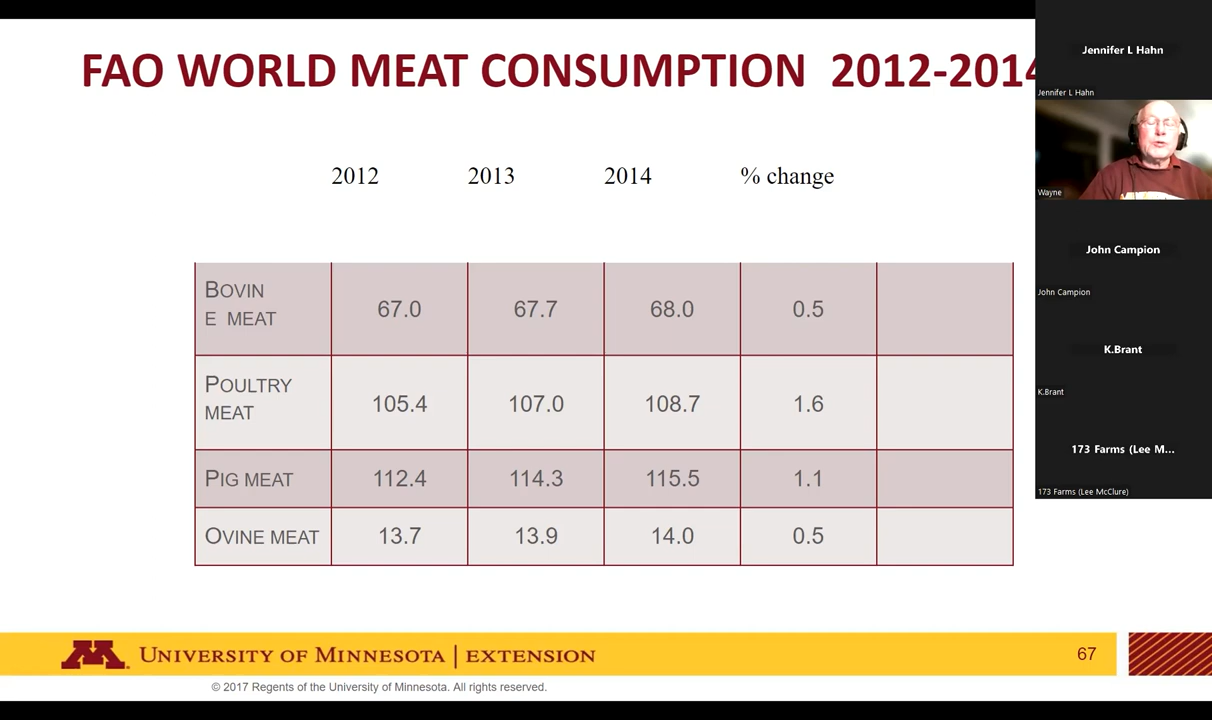 FAO WORLD MEAT CONSUMPTION 2012-2014
2012 2013 2014 % change
BOVIN
E MEAT 67.0 67.7 68.0 0.5
POULTRY
MEAT 105.4 107.0 108.7 1.6
PIG MEAT 112.4 114.3 115.5 1.1
OVINE MEAT 13.7 13.9 14.0 0.5
M UNIVERSITY OF MINNESOTA | EXTENSION
67
© 2017 Regents of the University of Minnesota. All rights reserved.
Jennifer L Hahn
Jennifer L Hahn
Wayne
John Campion
John Campion
K.Brant
K.Brant
173 Farms (Lee M...
173 Farms (Lee McClure)